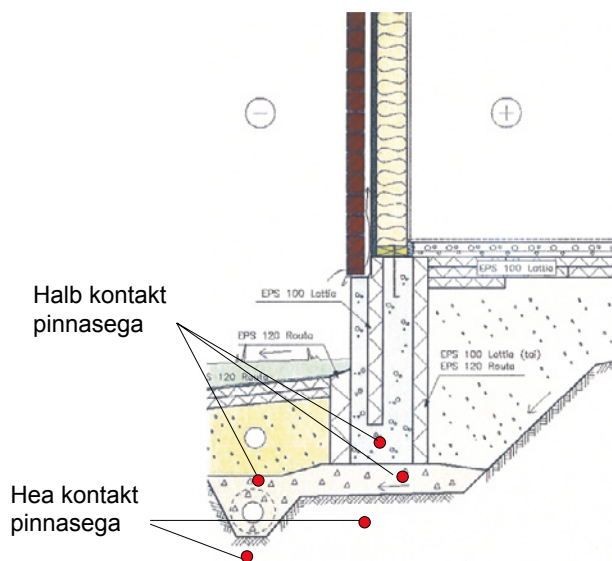 EPS 100 Lattia
Halb kontakt
pinnasega
EPS 100 Lattia
EPS 120 Routa
EPS 100 Lattia (tai)
EPS 120 Routa
EPS 120 Routa
Hea kontakt
pinnasega